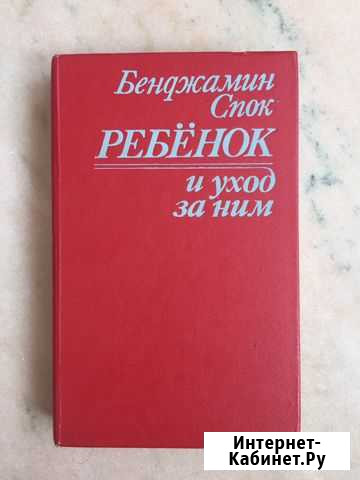 Бенджамин
Спок
РЕБЁНОК
и уход
за ним
Интернет-
Кабинет.Ру